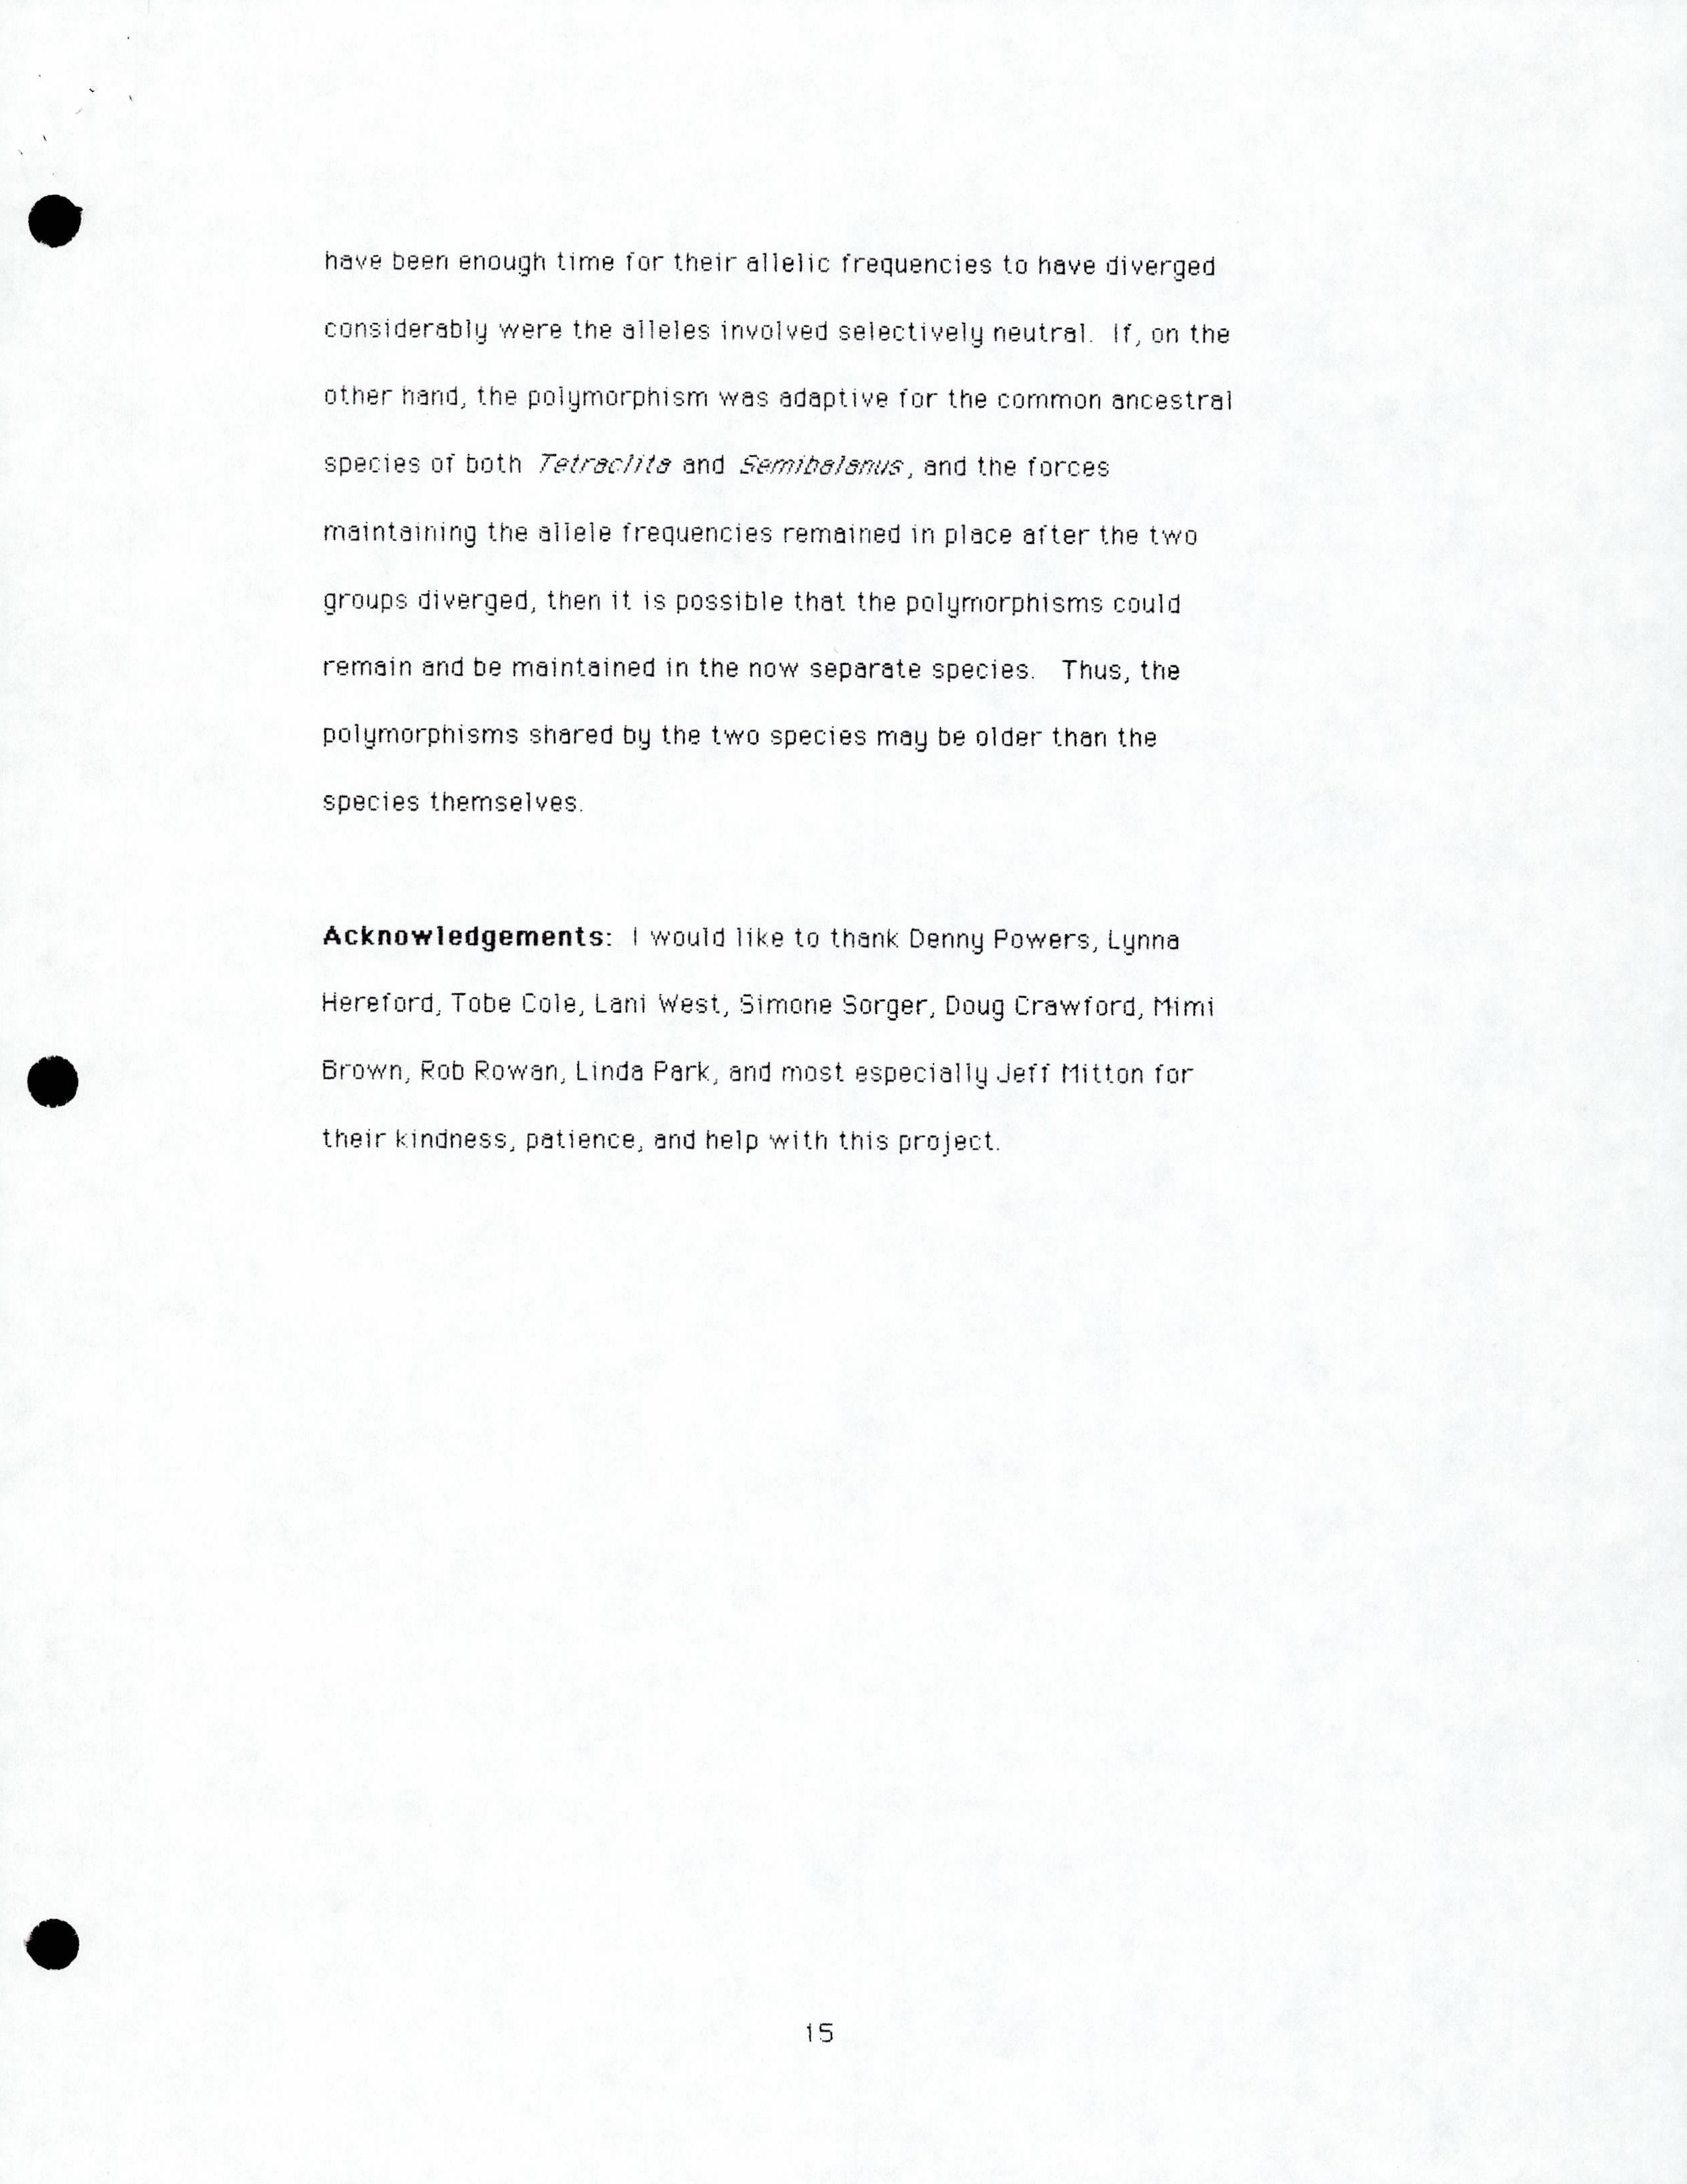 have been enough time for their allelic frequencies to have diverged
considerably were the alleles involved selectively neutral. If, on the
other hand, the polymorphism was adaptive for the common ancestral
species of both Tetraclita and Semibalanus, and the forces
maintaining the allele frequencies remained in place after the two
groups diverged, then it is possible that the polymorphisms could
remain and be maintained in the now separate species. Thus, the
polymorphisms shared by the two species may be older than the
species themselves.
Acknowledgements: I would like to thank Denny Powers, Lynna
Hereford, Tobe Cole, Lani West, Simone Sorger, Doug Crawford, Mimi
Brown, Rob Rowan, Linda Park, and most especially Jeff Mitton for
their kindness, patience, and help with this project.
15